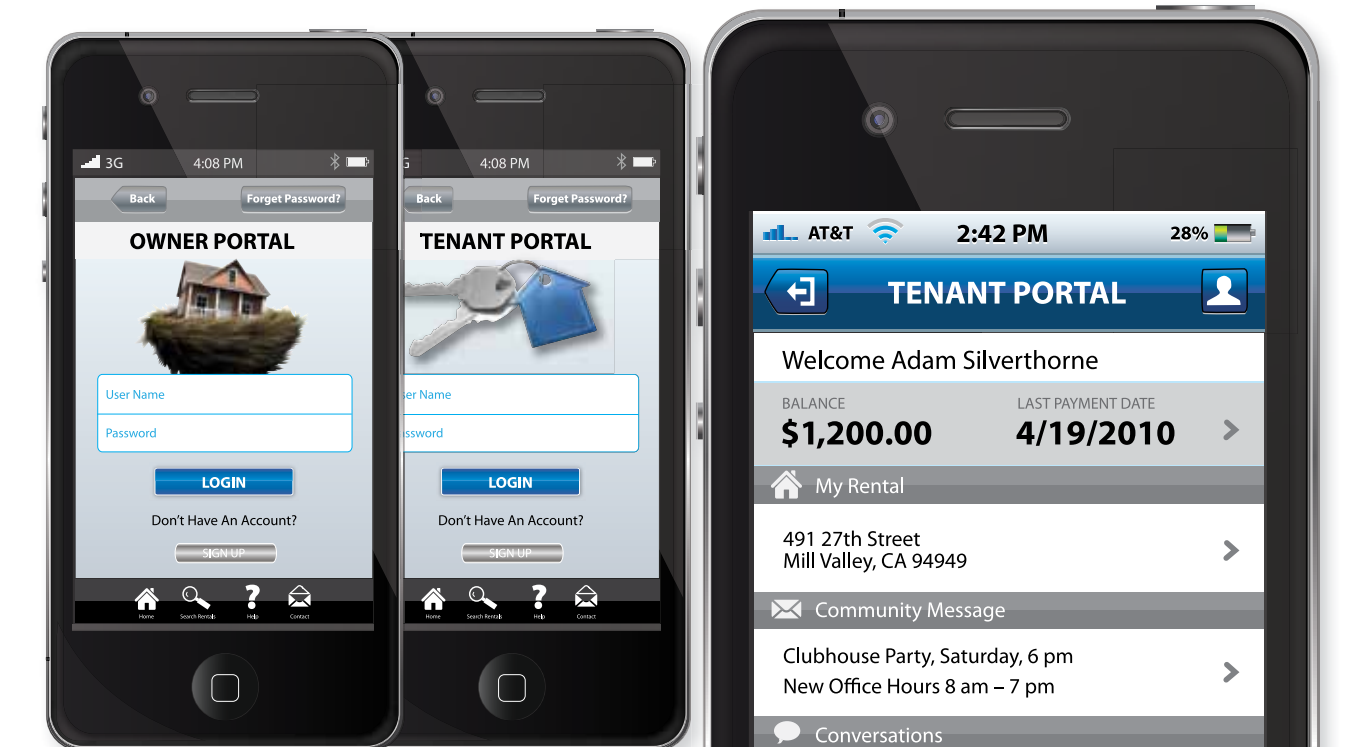 3G 4:08 PM
Back Forget Password?
OWNER PORTAL
User Name
Password
LOGIN
Don't Have An Account?
SIGN UP
Home Search Rentals Help Contact
G 4:08 PM
Back Forget Password?
TENANT PORTAL
er Name
ssword
LOGIN
Don't Have An Account?
SIGN UP
Home Search Rentals Help Contact
AT&T 2:42 PM 28%
TENANT PORTAL
Welcome Adam Silverthorne
BALANCE LAST PAYMENT DATE
$1,200.00 4/19/2010
My Rental
491 27th Street
Mill Valley, CA 94949
Community Message
Clubhouse Party, Saturday, 6 pm
New Office Hours 8 am – 7 pm
Conversations